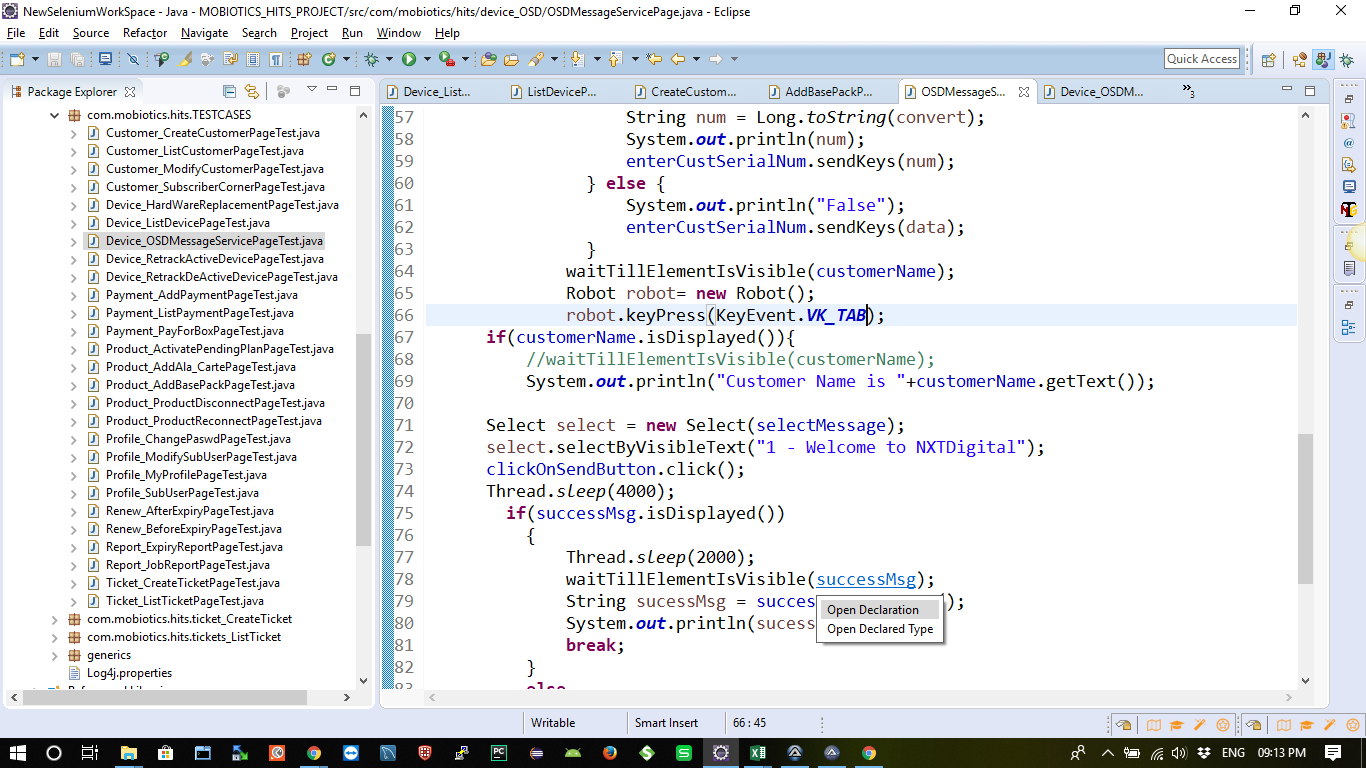 NewSeleniumWorkSpace - Java - MOBIOTICS_HITS_PROJECT/src/com/mobiotics/hits/device_OSD/OSDMessageServicePage.java - Eclipse
File Edit Source Refactor Navigate Search Project Run Window Help
Quick Access
Package Explorer
Device_List...
ListDeviceP...
CreateCustom...
AddBasePackP...
OSDMessageS...
Device_OSDM...
»3
com.mobiotics.hits.TESTCASES
Customer_CreateCustomerPageTest.java
Customer_ListCustomerPageTest.java
Customer_ModifyCustomerPageTest.java
Customer_SubscriberCornerPageTest.java
Device_HardWareReplacementPageTest.java
Device_ListDevicePageTest.java
Device_OSDMessageServicePageTest.java
Device_RetrackActiveDevicePageTest.java
Device_RetrackDeActiveDevicePageTest.java
Payment_AddPaymentPageTest.java
Payment_ListPaymentPageTest.java
Payment_PayForBoxPageTest.java
Product_ActivatePendingPlanPageTest.java
Product_AddAla_CartePageTest.java
Product_AddBasePackPageTest.java
Product_ProductDisconnectPageTest.java
Product_ProductReconnectPageTest.java
Profile_ChangePaswdPageTest.java
Profile_ModifySubUserPageTest.java
Profile_MyProfilePageTest.java
Profile_SubUserPageTest.java
Renew_AfterExpiryPageTest.java
Renew_BeforeExpiryPageTest.java
Report_ExpiryReportPageTest.java
Report_JobReportPageTest.java
Ticket_CreateTicketPageTest.java
Ticket_ListTicketPageTest.java
com.mobiotics.hits.ticket_CreateTicket
com.mobiotics.hits.tickets_ListTicket
generics
Log4j.properties
57 String num = Long.toString(convert);
58 System.out.println(num);
59 enterCustSerialNum.sendKeys(num);
60 } else {
61 System.out.println("False");
62 enterCustSerialNum.sendKeys(data);
63 }
64 waitTillElementIsVisible(customerName);
65 Robot robot= new Robot();
66 robot.keyPress(KeyEvent.VK_TAB);
67 if(customerName.isDisplayed()){
68 //waitTillElementIsVisible(customerName);
69 System.out.println("Customer Name is "+customerName.getText());
70
71 Select select = new Select(selectMessage);
72 select.selectByVisibleText("1 - Welcome to NXTDigital");
73 clickOnSendButton.click();
74 Thread.sleep(4000);
75 if(successMsg.isDisplayed())
76 {
77 Thread.sleep(2000);
78 waitTillElementIsVisible(successMsg);
79 String sucessMsg = succes );
80 System.out.println(sucess
81 break;
82 }
83 else
Open Declaration
Open Declared Type
Writable
Smart Insert
66 : 45
ENG
09:13 PM